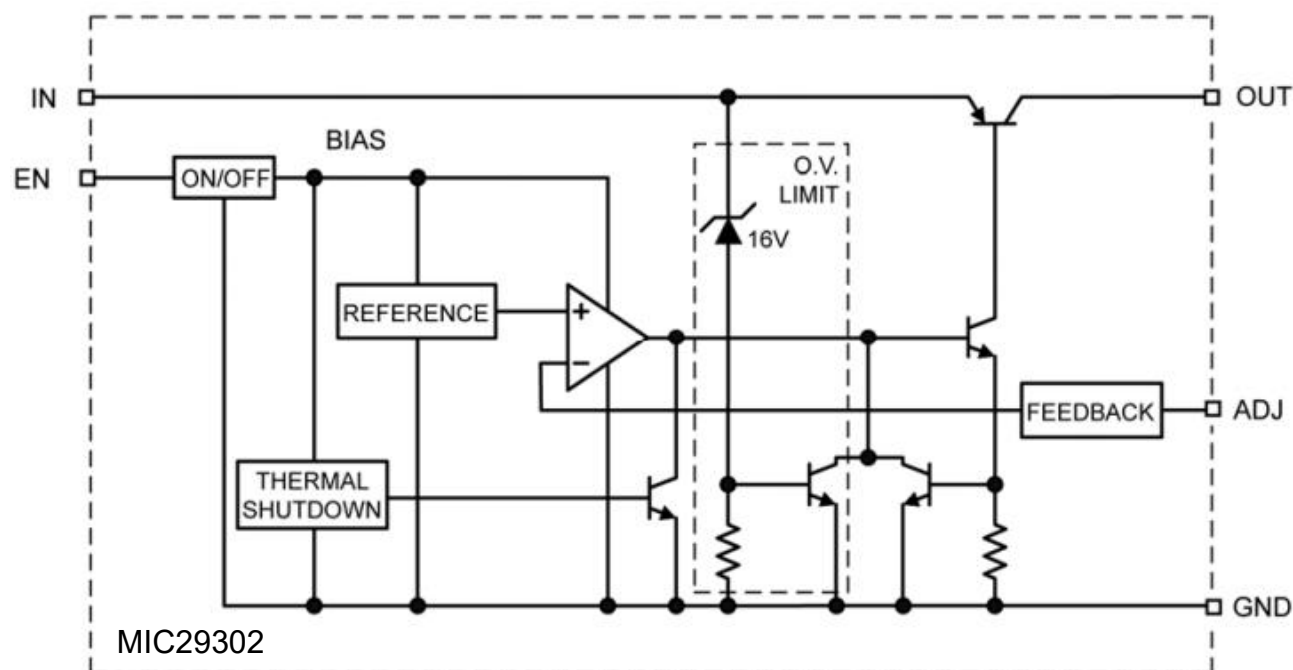 IN
OUT
BIAS
EN
ON/OFF
O.V.
LIMIT
16V
REFERENCE
+
−
FEEDBACK
ADJ
THERMAL
SHUTDOWN
GND
MIC29302